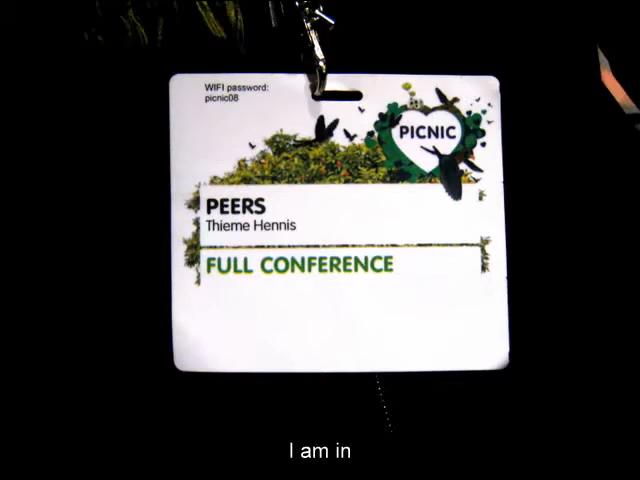 WIFI password:
picnic08
PICNIC
PEERS
Thieme Hennis
FULL CONFERENCE
I am in